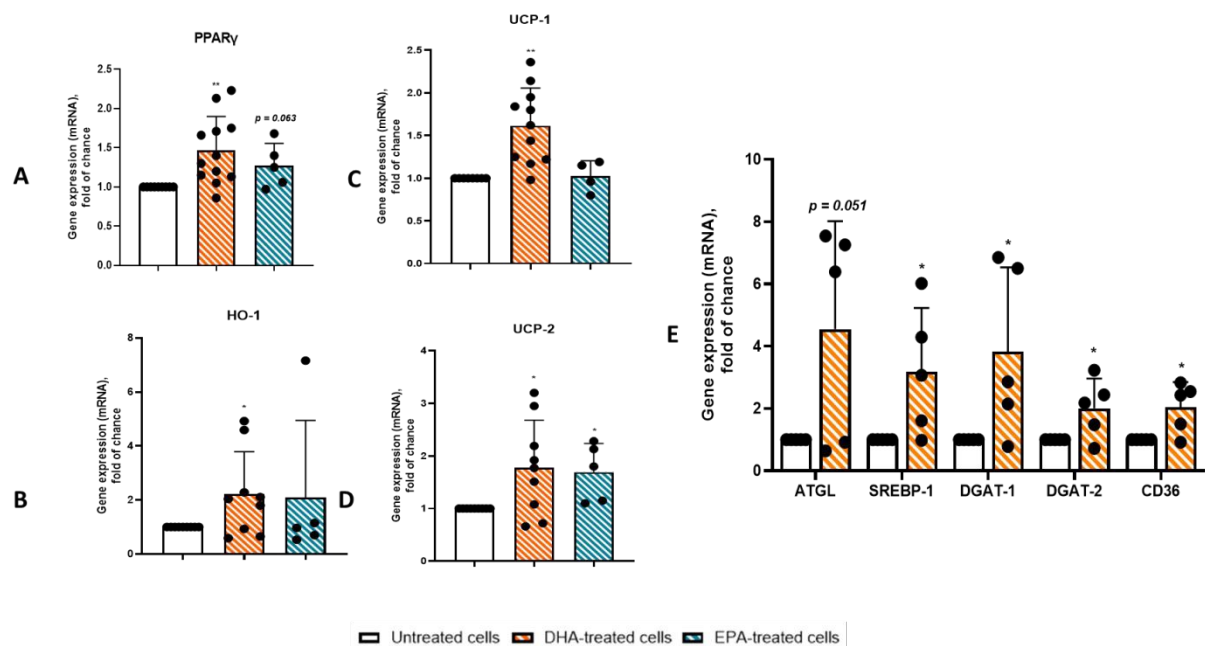 PPARγ
Gene expression (mRNA),
fold of chance
2.5
2.0
1.5
1.0
0.5
0.0
**
p = 0.063
A
UCP-1
Gene expression (mRNA),
fold of chance
2.5
2.0
1.5
1.0
0.5
0.0
**
C
HO-1
Gene expression (mRNA),
fold of chance
8
6
4
2
0
*
B
UCP-2
Gene expression (mRNA),
fold of chance
4
3
2
1
0
*
*
D
E
Gene expression (mRNA),
fold of chance
10
8
6
4
2
0
p = 0.051
*
*
*
*
ATGL SREBP-1 DGAT-1 DGAT-2 CD36
Untreated cells DHA-treated cells EPA-treated cells